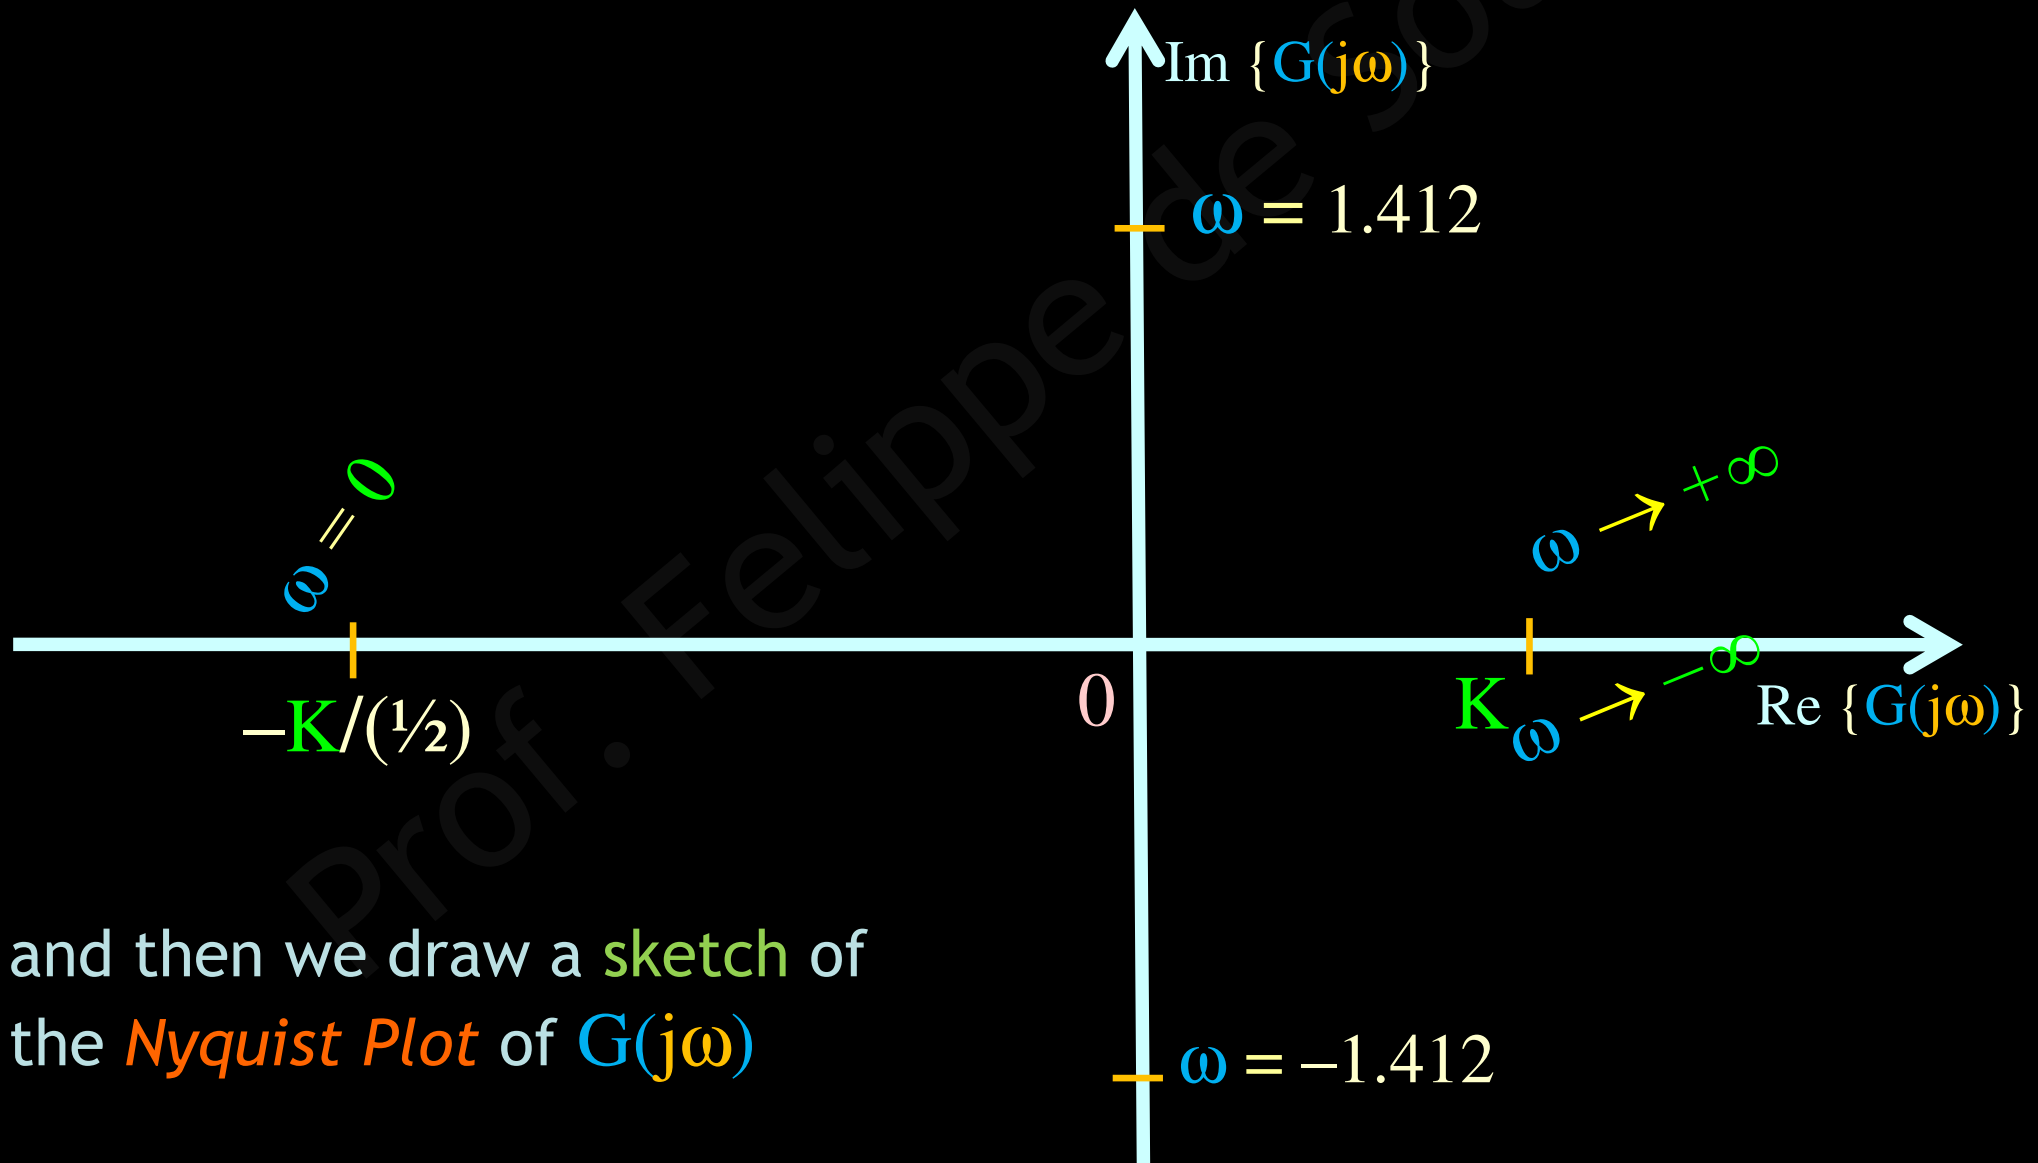 Im {G(jω)}
ω = 1.412
ω = 0
ω → +∞
ω → −∞
−K/(½)
0
K
Re {G(jω)}
and then we draw a sketch of
the Nyquist Plot of G(jω)
ω = −1.412
Prof. Felippe de